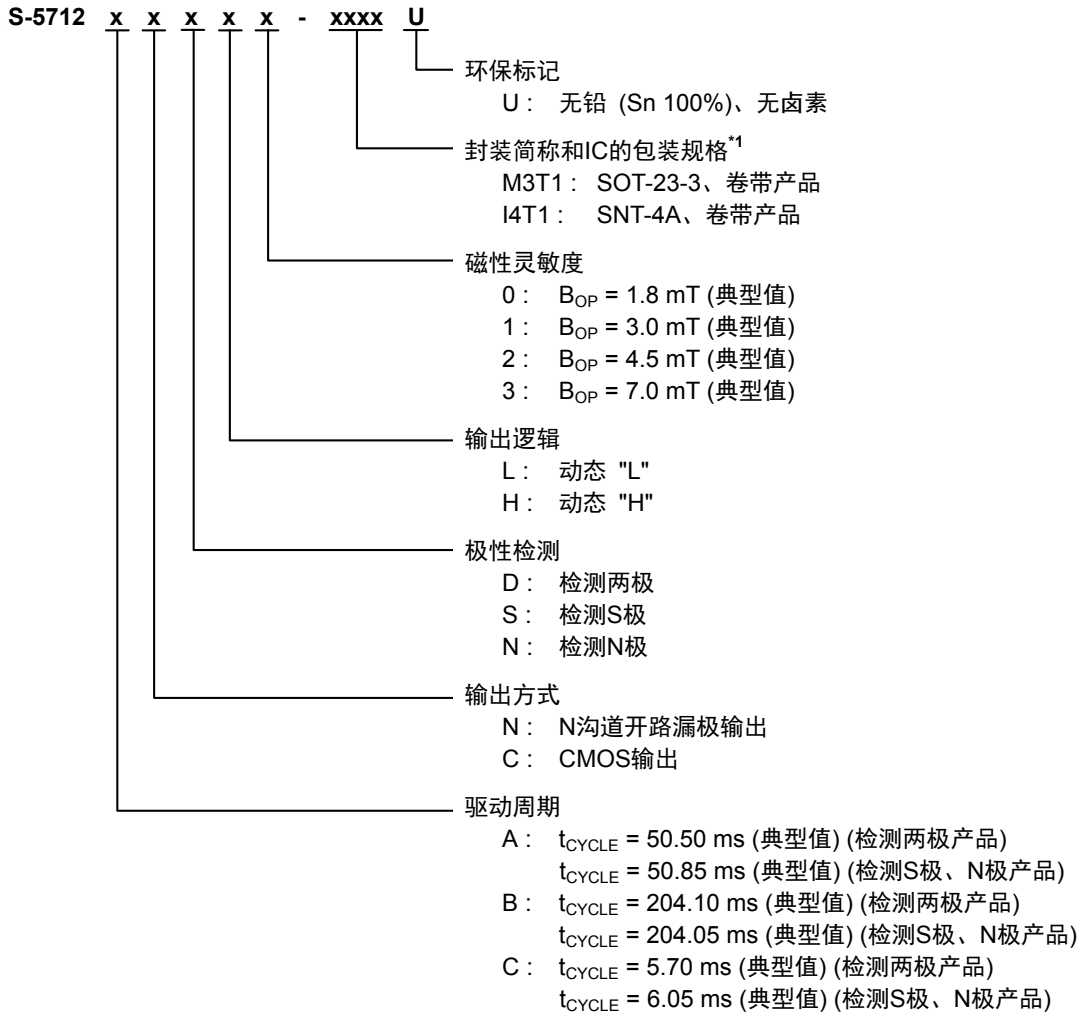 S-5712 x x x x x - xxxx U
环保标记
U : 无铅 (Sn 100%)、无卤素
封装简称和IC的包装规格*1
M3T1 : SOT-23-3、卷带产品
I4T1 : SNT-4A、卷带产品
磁性灵敏度
0 : BOP = 1.8 mT (典型值)
1 : BOP = 3.0 mT (典型值)
2 : BOP = 4.5 mT (典型值)
3 : BOP = 7.0 mT (典型值)
输出逻辑
L : 动态 "L"
H : 动态 "H"
极性检测
D : 检测两极
S : 检测S极
N : 检测N极
输出方式
N : N沟道开路漏极输出
C : CMOS输出
驱动周期
A : tCYCLE = 50.50 ms (典型值) (检测两极产品)
tCYCLE = 50.85 ms (典型值) (检测S极、N极产品)
B : tCYCLE = 204.10 ms (典型值) (检测两极产品)
tCYCLE = 204.05 ms (典型值) (检测S极、N极产品)
C : tCYCLE = 5.70 ms (典型值) (检测两极产品)
tCYCLE = 6.05 ms (典型值) (检测S极、N极产品)